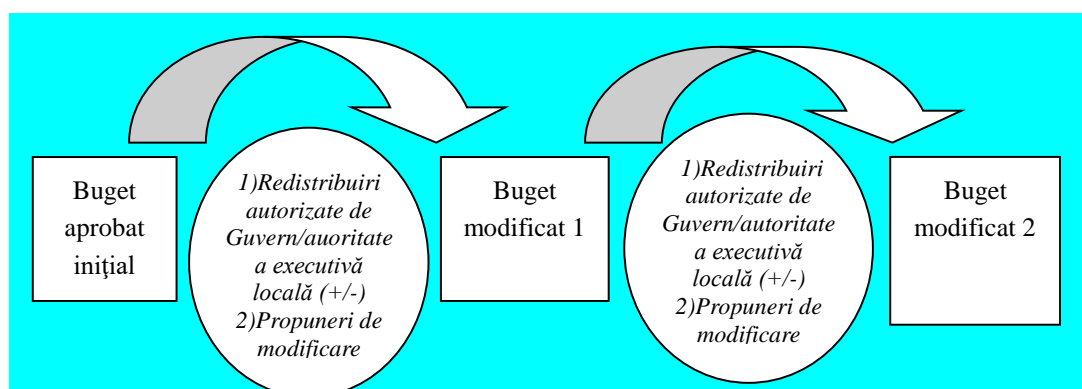 Buget
aprobat
iniţial
1)Redistribuiri
autorizate de
Guvern/auoritate
a executivă
locală (+/-)
2)Propuneri de
modificare
Buget
modificat 1
1)Redistribuiri
autorizate de
Guvern/autoritate
a executivă
locală (+/-)
2)Propuneri de
modificare
Buget
modificat 2